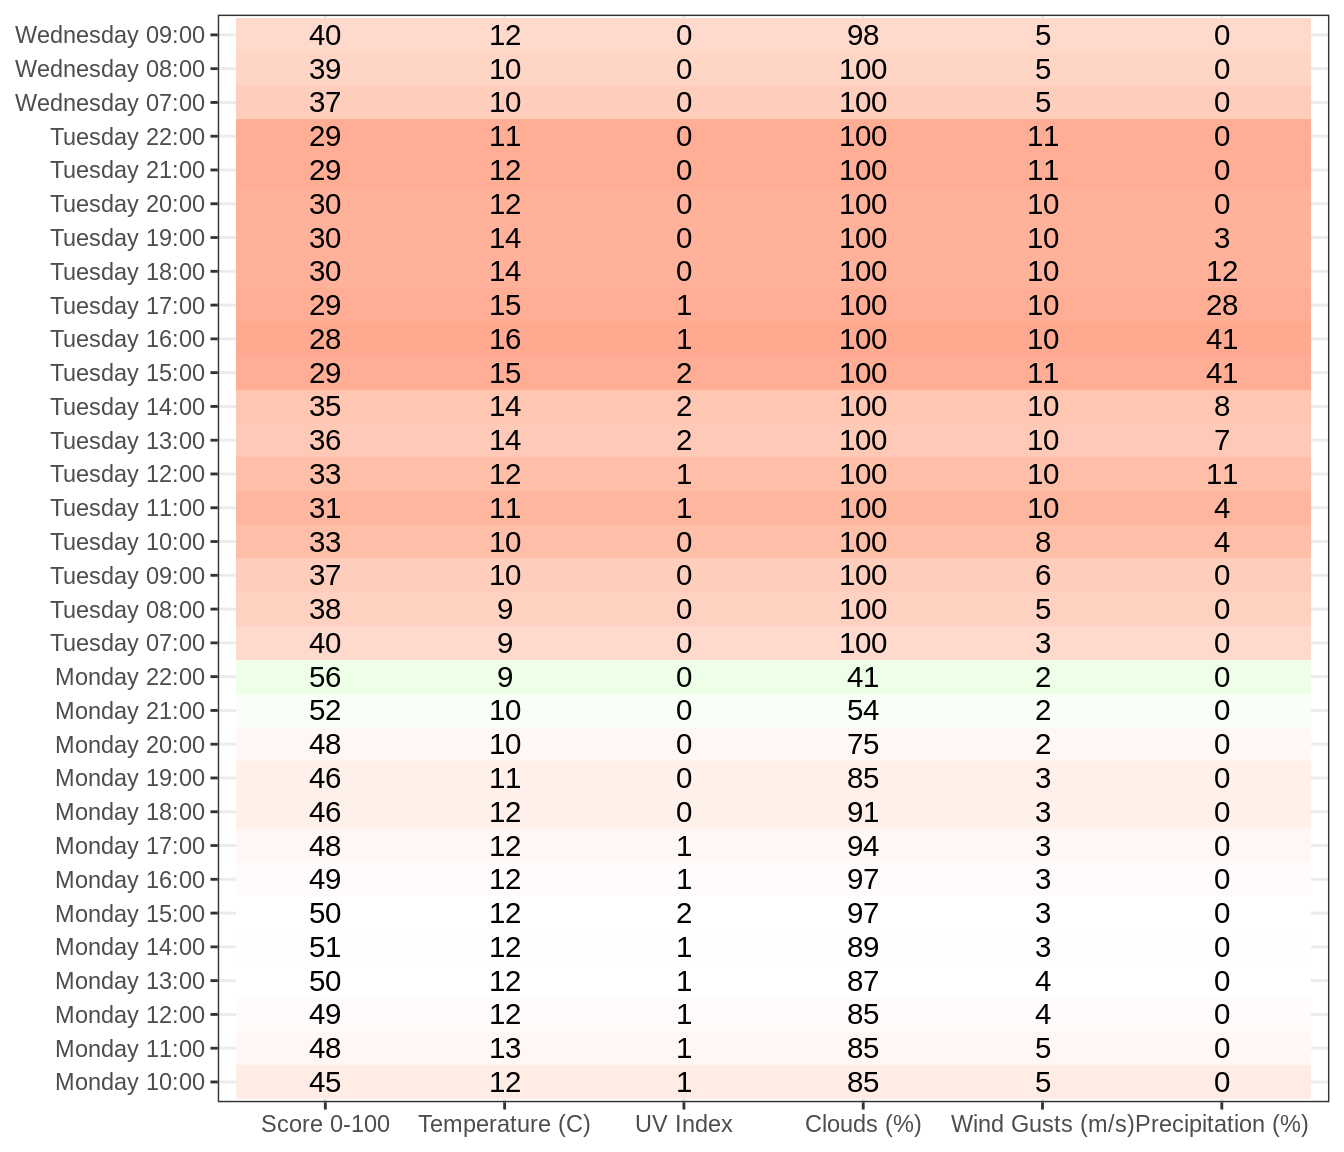 Wednesday 09:00 40 12 0 98 5 0
Wednesday 08:00 39 10 0 100 5 0
Wednesday 07:00 37 10 0 100 5 0
Tuesday 22:00 29 11 0 100 11 0
Tuesday 21:00 29 12 0 100 11 0
Tuesday 20:00 30 12 0 100 10 0
Tuesday 19:00 30 14 0 100 10 3
Tuesday 18:00 30 14 0 100 10 12
Tuesday 17:00 29 15 1 100 10 28
Tuesday 16:00 28 16 1 100 10 41
Tuesday 15:00 29 15 2 100 11 41
Tuesday 14:00 35 14 2 100 10 8
Tuesday 13:00 36 14 2 100 10 7
Tuesday 12:00 33 12 1 100 10 11
Tuesday 11:00 31 11 1 100 10 4
Tuesday 10:00 33 10 0 100 8 4
Tuesday 09:00 37 10 0 100 6 0
Tuesday 08:00 38 9 0 100 5 0
Tuesday 07:00 40 9 0 100 3 0
Monday 22:00 56 9 0 41 2 0
Monday 21:00 52 10 0 54 2 0
Monday 20:00 48 10 0 75 2 0
Monday 19:00 46 11 0 85 3 0
Monday 18:00 46 12 0 91 3 0
Monday 17:00 48 12 1 94 3 0
Monday 16:00 49 12 1 97 3 0
Monday 15:00 50 12 2 97 3 0
Monday 14:00 51 12 1 89 3 0
Monday 13:00 50 12 1 87 4 0
Monday 12:00 49 12 1 85 4 0
Monday 11:00 48 13 1 85 5 0
Monday 10:00 45 12 1 85 5 0
Score 0-100 Temperature (C) UV Index Clouds (%) Wind Gusts (m/s) Precipitation (%)